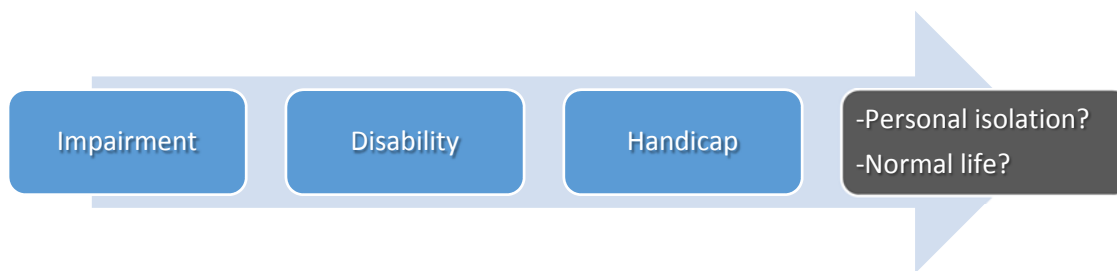 Impairment
Disability
Handicap
-Personal isolation?
-Normal life?